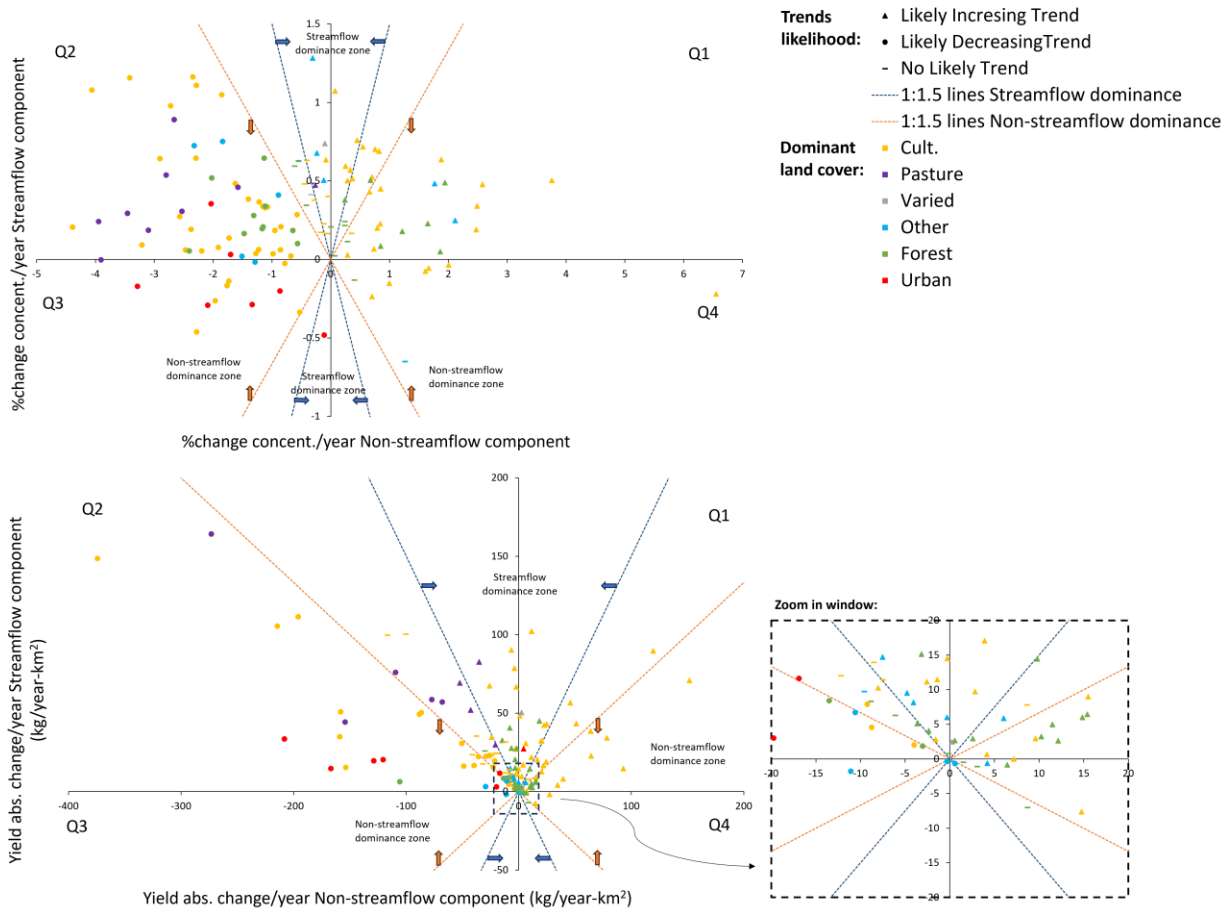 Trends likelihood:
Likely Incresing Trend
Likely DecreasingTrend
No Likely Trend
1:1.5 lines Streamflow dominance
1:1.5 lines Non-streamflow dominance
Dominant land cover:
Cult.
Pasture
Varied
Other
Forest
Urban
Q2
Q1
Q3
Q4
Streamflow
dominance zone
1.5
1
0.5
0
-0.5
-1
-5 -4 -3 -2 -1 0 1 2 3 4 5 6 7
Non-streamflow
dominance zone
Streamflow
dominance zone
Non-streamflow
dominance zone
%change concent./year Streamflow component
%change concent./year Non-streamflow component
Q2
Q1
Q3
Q4
200
150
100
50
0
-50
-400 -300 -200 -100 0 100 200
Streamflow
dominance zone
Non-streamflow
dominance zone
Non-streamflow
dominance zone
Yield abs. change/year Streamflow component
(kg/year-km²)
Yield abs. change/year Non-streamflow component (kg/year-km²)
Zoom in window:
20
15
10
5
0
-5
-10
-15
-20
-20 -15 -10 -5 0 5 10 15 20